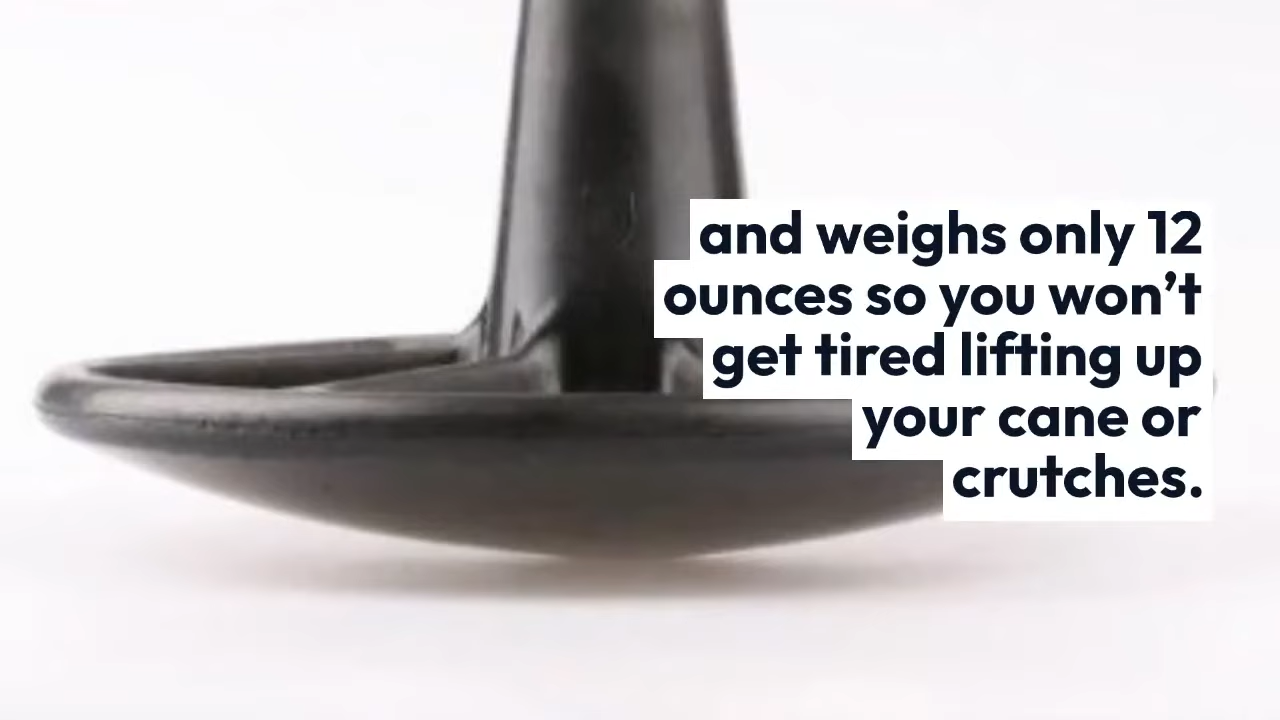 and weighs only 12
ounces so you won’t
get tired lifting up
your cane or
crutches.